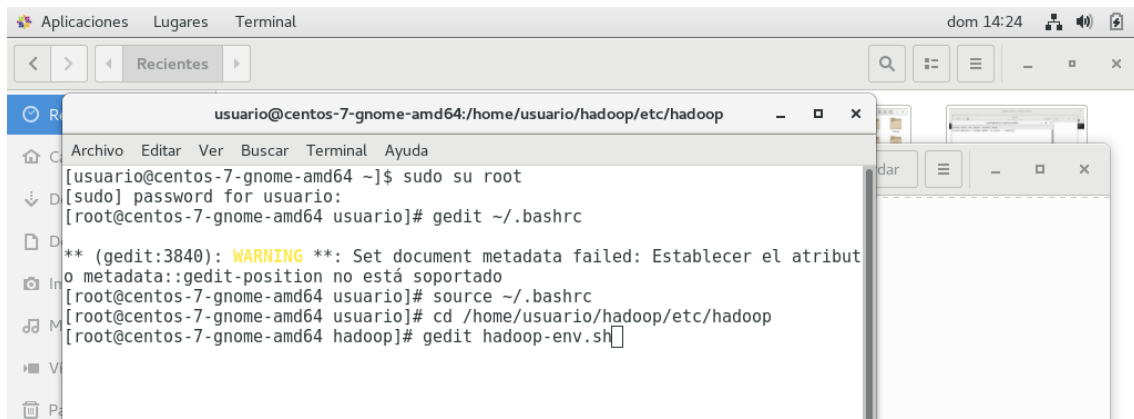 Aplicaciones Lugares Terminal dom 14:24
Recientes
usuario@centos-7-gnome-amd64:/home/usuario/hadoop/etc/hadoop
Archivo Editar Ver Buscar Terminal Ayuda
[usuario@centos-7-gnome-amd64 ~]$ sudo su root
[sudo] password for usuario:
[root@centos-7-gnome-amd64 usuario]# gedit ~/.bashrc
** (gedit:3840): WARNING **: Set document metadata failed: Establecer el atribut
o metadata::gedit-position no está soportado
[root@centos-7-gnome-amd64 usuario]# source ~/.bashrc
[root@centos-7-gnome-amd64 usuario]# cd /home/usuario/hadoop/etc/hadoop
[root@centos-7-gnome-amd64 hadoop]# gedit hadoop-env.sh